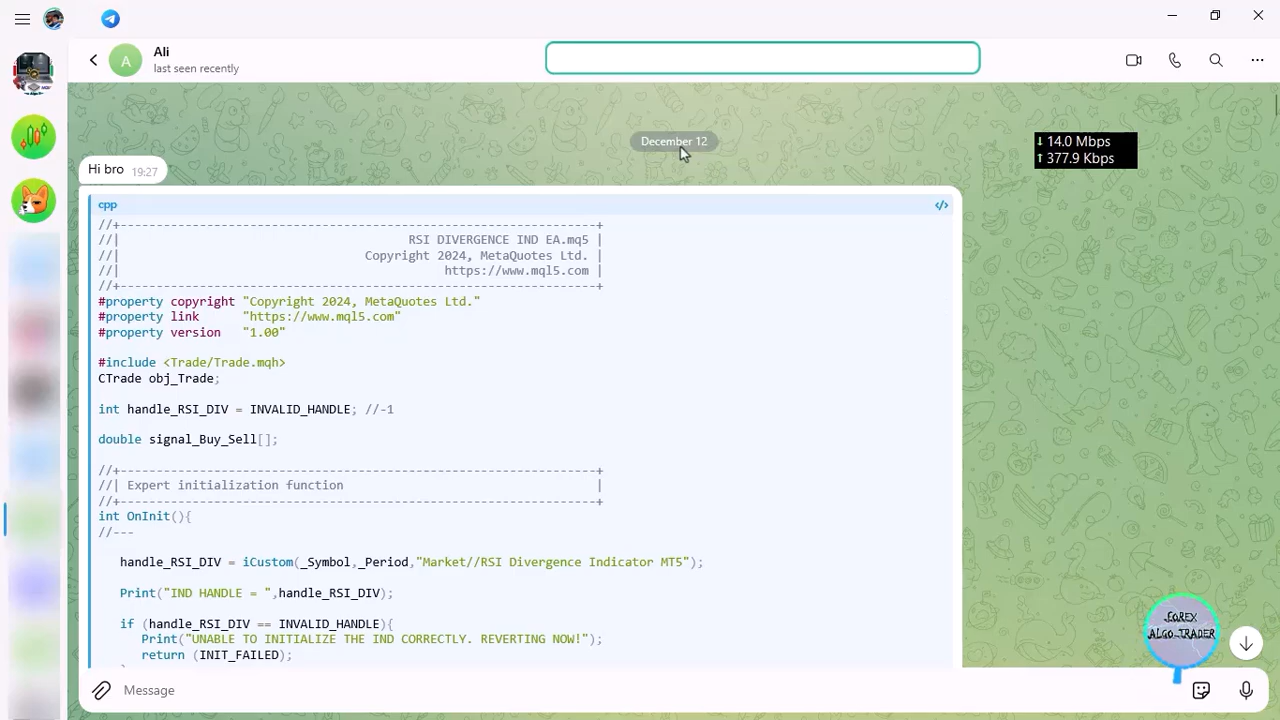 Ali
last seen recently
A
December 12
↓ 14.0 Mbps
↑ 377.9 Kbps
Hi bro 19:27
cpp
//+------------------------------------------------------------------+
//|                                        RSI DIVERGENCE IND EA.mq5 |
//|                                  Copyright 2024, MetaQuotes Ltd. |
//|                                             https://www.mql5.com |
//+------------------------------------------------------------------+
#property copyright "Copyright 2024, MetaQuotes Ltd."
#property link      "https://www.mql5.com"
#property version   "1.00"
#include <Trade/Trade.mqh>
CTrade obj_Trade;
int handle_RSI_DIV = INVALID_HANDLE; //-1
double signal_Buy_Sell[];
//+------------------------------------------------------------------+
//| Expert initialization function                                   |
//+------------------------------------------------------------------+
int OnInit(){
//---
   handle_RSI_DIV = iCustom(_Symbol,_Period,"Market//RSI Divergence Indicator MT5");
   Print("IND HANDLE = ",handle_RSI_DIV);
   if (handle_RSI_DIV == INVALID_HANDLE){
      Print("UNABLE TO INITIALIZE THE IND CORRECTLY. REVERTING NOW!");
      return (INIT_FAILED);
FOREX
ALGO-TRADER
Message